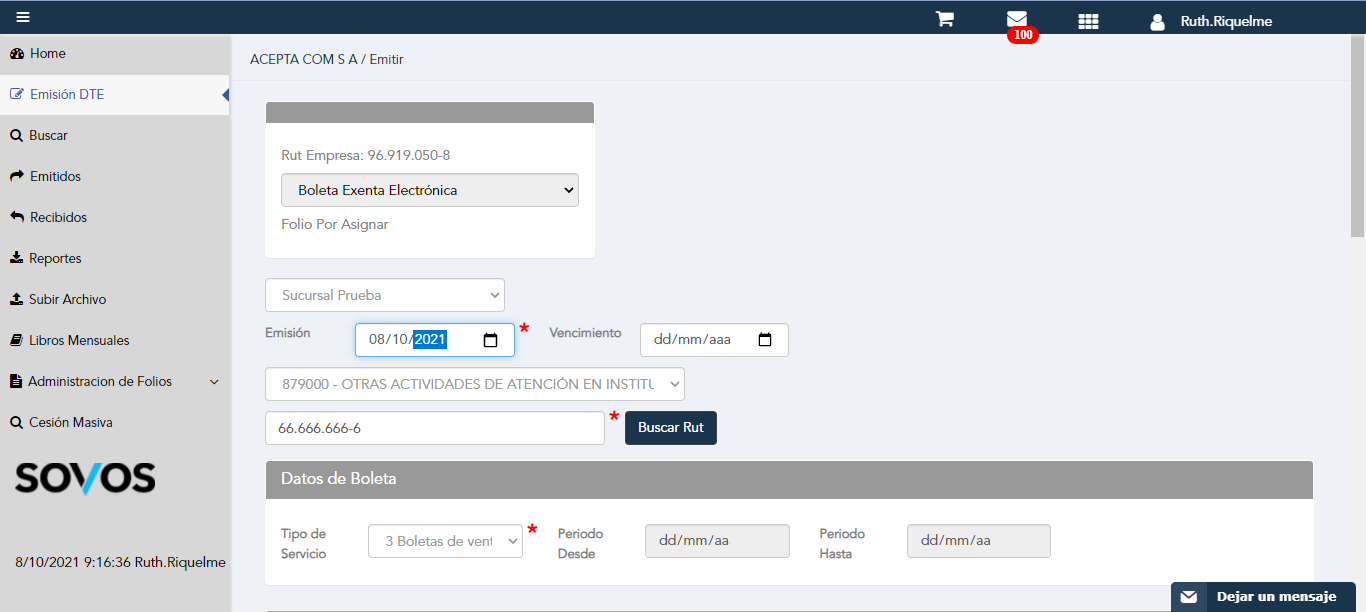 Ruth.Riquelme
100
Home
Emisión DTE
Buscar
Emitidos
Recibidos
Reportes
Subir Archivo
Libros Mensuales
Administracion de Folios
Cesión Masiva
SOVOS
8/10/2021 9:16:36 Ruth.Riquelme
ACEPTA COM S A / Emitir
Rut Empresa: 96.919.050-8
Boleta Exenta Electrónica
Folio Por Asignar
Sucursal Prueba
Emisión 08/10/2021 * Vencimiento dd/mm/aaa
879000 - OTRAS ACTIVIDADES DE ATENCIÓN EN INSTITU
66.666.666-6 * Buscar Rut
Datos de Boleta
Tipo de Servicio 3 Boletas de vent * Periodo Desde dd/mm/aa Periodo Hasta dd/mm/aa
Dejar un mensaje